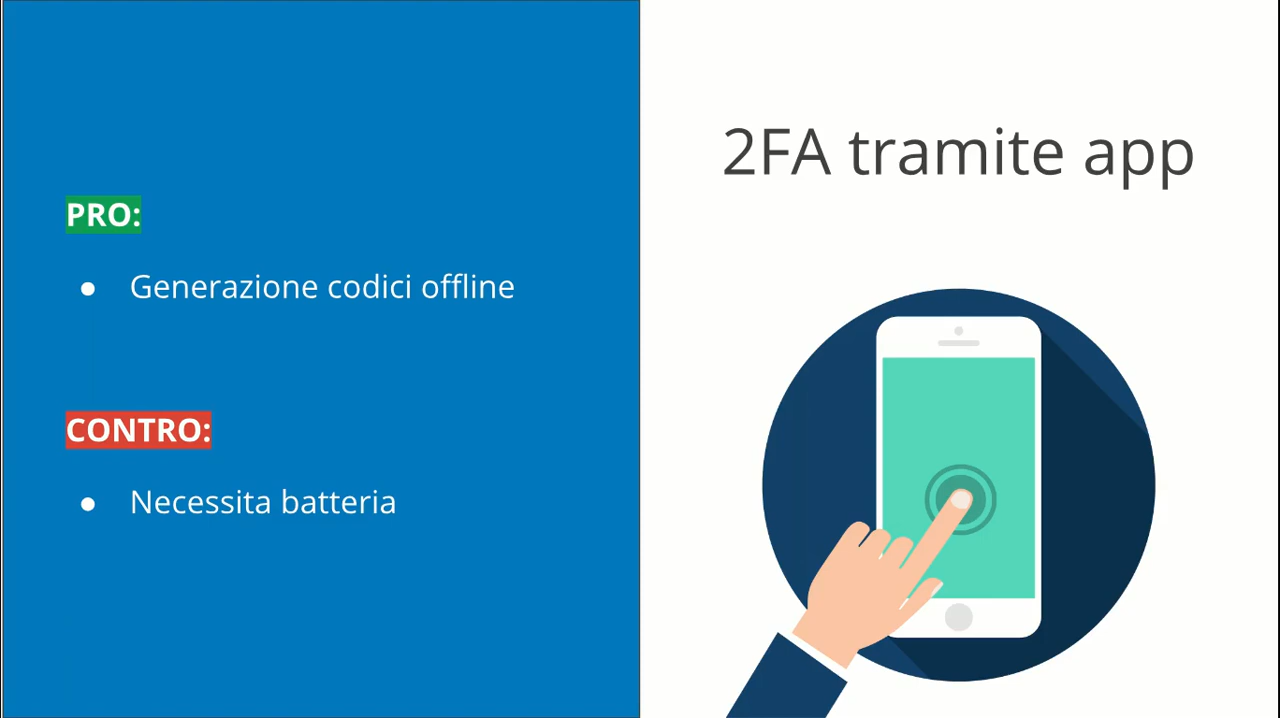 PRO:
● Generazione codici offline
CONTRO:
● Necessita batteria
2FA tramite app